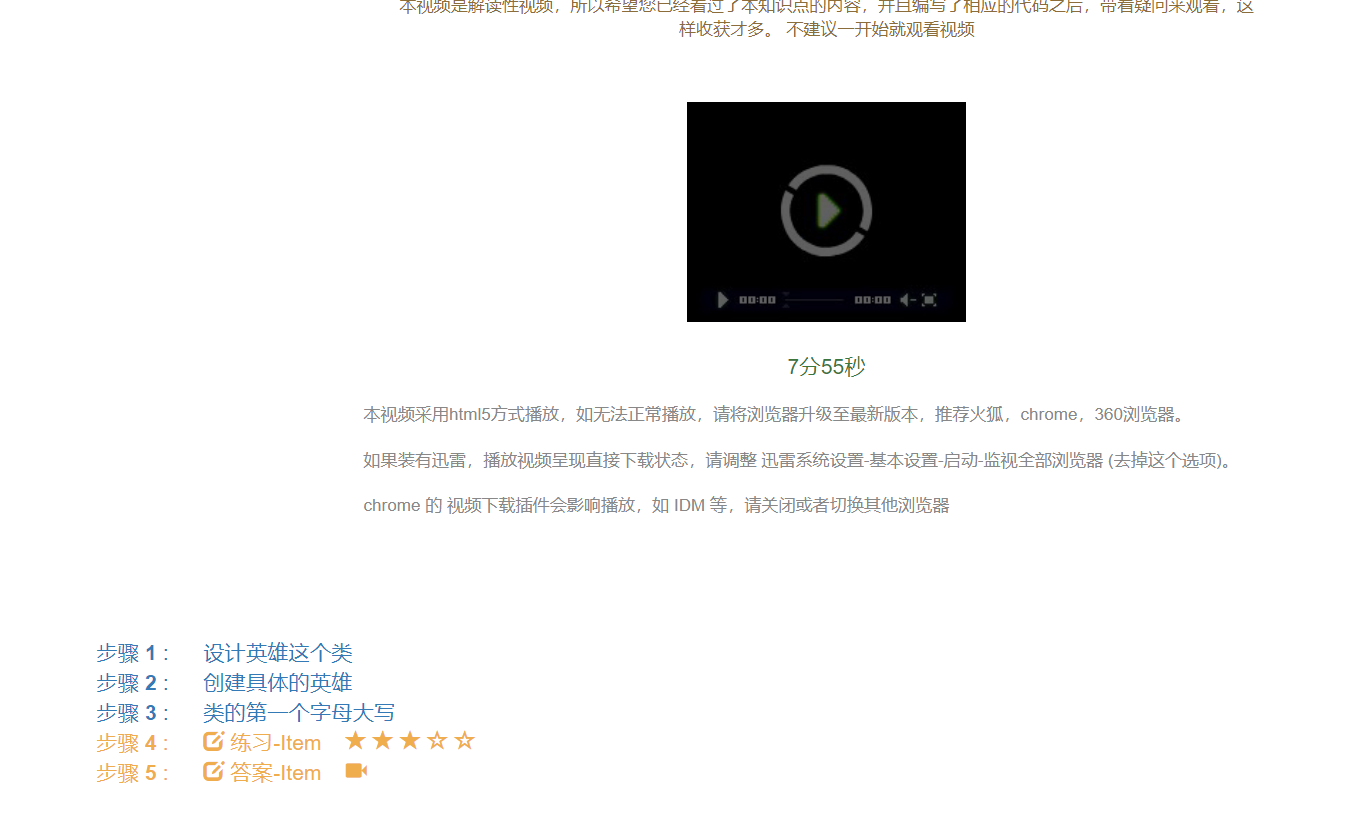 本视频是解读性视频，所以希望您已经看过了本知识点的内容，并且编写了相应的代码之后，带着疑问来观看，这
样收获才多。 不建议一开始就观看视频
00:00 00:00
7分55秒
本视频采用html5方式播放，如无法正常播放，请将浏览器升级至最新版本，推荐火狐，chrome，360浏览器。
如果装有迅雷，播放视频呈现直接下载状态，请调整 迅雷系统设置-基本设置-启动-监视全部浏览器 (去掉这个选项)。
chrome 的 视频下载插件会影响播放，如 IDM 等，请关闭或者切换其他浏览器
步骤 1 : 设计英雄这个类
步骤 2 : 创建具体的英雄
步骤 3 : 类的第一个字母大写
步骤 4 : 练习-Item ★★★☆☆
步骤 5 : 答案-Item